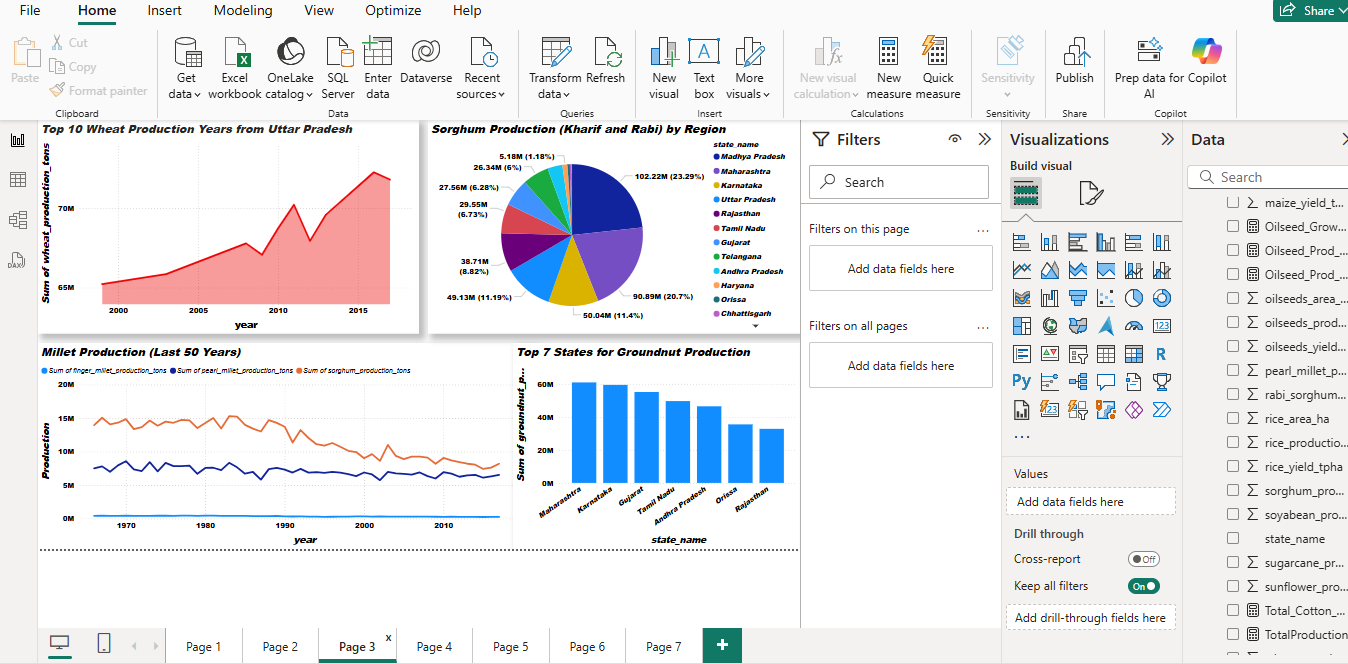 File Home Insert Modeling View Optimize Help Share
Paste Cut
Copy
Format painter
Clipboard
Get data
Excel workbook
OneLake catalog
SQL Server
Enter data
Dataverse
Recent sources
Data
Transform data
Refresh
Queries
New visual
Text box
More visuals
Insert
New visual calculation
New measure
Quick measure
Calculations
Sensitivity
Sensitivity
Publish
Share
Prep data for AI
Copilot
Copilot
Top 10 Wheat Production Years from Uttar Pradesh
Sum of wheat_production_tons
70M
65M
2000 2005 2010 2015
year
Sorghum Production (Kharif and Rabi) by Region
5.18M (1.18%)
26.34M (6%)
27.56M (6.28%)
29.55M
(6.73%)
38.71M
(8.82%)
49.13M (11.19%)
50.04M (11.4%)
90.89M (20.7%)
102.22M (23.29%)
state_name
Madhya Pradesh
Maharashtra
Karnataka
Uttar Pradesh
Rajasthan
Tamil Nadu
Gujarat
Telangana
Andhra Pradesh
Haryana
Orissa
Chhattisgarh
Millet Production (Last 50 Years)
Sum of finger_millet_production_tons Sum of pearl_millet_production_tons Sum of sorghum_production_tons
Production
20M
15M
10M
5M
0M
1970 1980 1990 2000 2010
year
Top 7 States for Groundnut Production
Sum of groundnut_p...
60M
40M
20M
0M
Maharashtra Karnataka Gujarat Tamil Nadu Andhra Pradesh Orissa Rajasthan
state_name
Filters
Search
Filters on this page ...
Add data fields here
Filters on all pages ...
Add data fields here
Visualizations
Build visual
123
R
Py
123
...
Values
Add data fields here
Drill through
Cross-report Off
Keep all filters On
Add drill-through fields here
Data
Search
maize_yield_t...
Oilseed_Grow...
Oilseed_Prod_...
Oilseed_Prod_...
oilseeds_area_...
oilseeds_prod...
oilseeds_yield...
pearl_millet_p...
rabi_sorghum...
rice_area_ha
rice_productio...
rice_yield_tpha
sorghum_pro...
soyabean_pro...
state_name
sugarcane_pr...
sunflower_pro...
Total_Cotton_...
TotalProduction
DAX
Page 1 Page 2 Page 3 x Page 4 Page 5 Page 6 Page 7 +